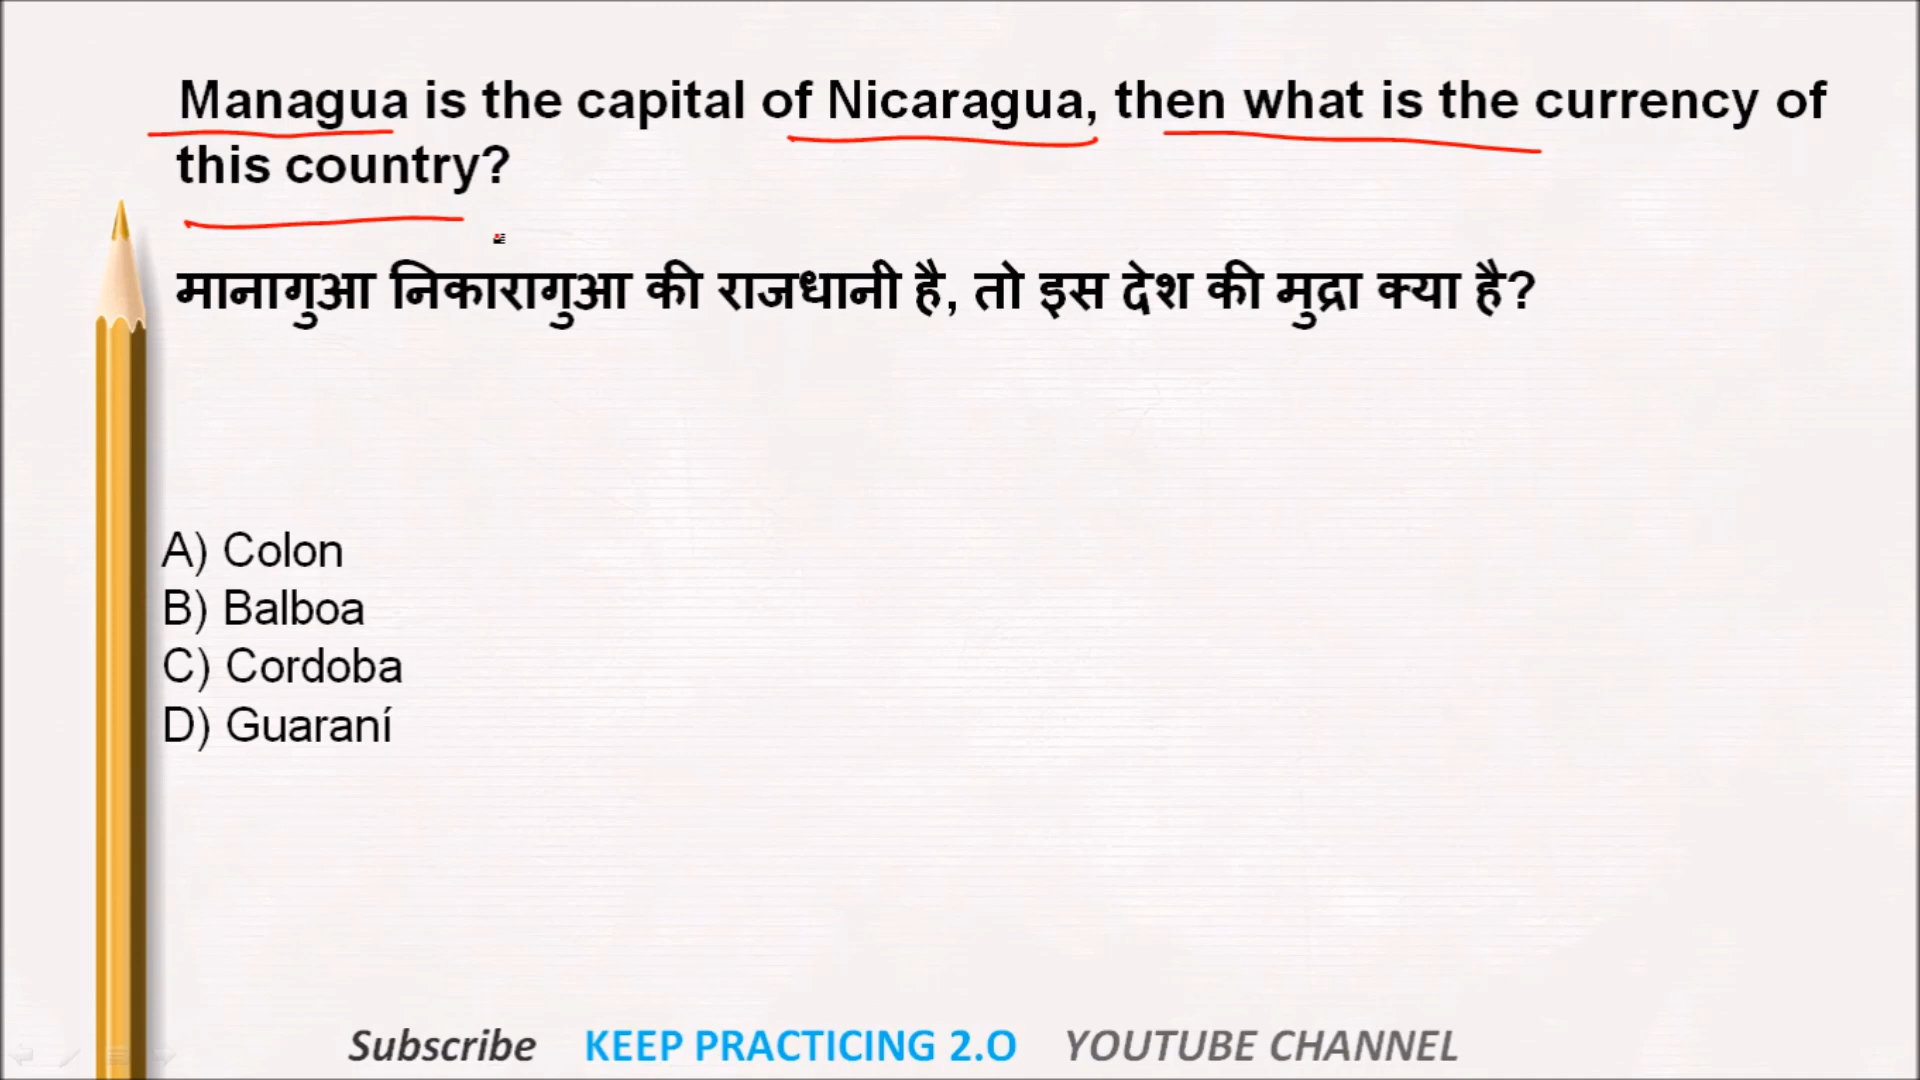 Managua is the capital of Nicaragua, then what is the currency of
this country?
मानागुआ निकारागुआ की राजधानी है, तो इस देश की मुद्रा क्या है?
A) Colon
B) Balboa
C) Cordoba
D) Guaraní
Subscribe KEEP PRACTICING 2.O YOUTUBE CHANNEL